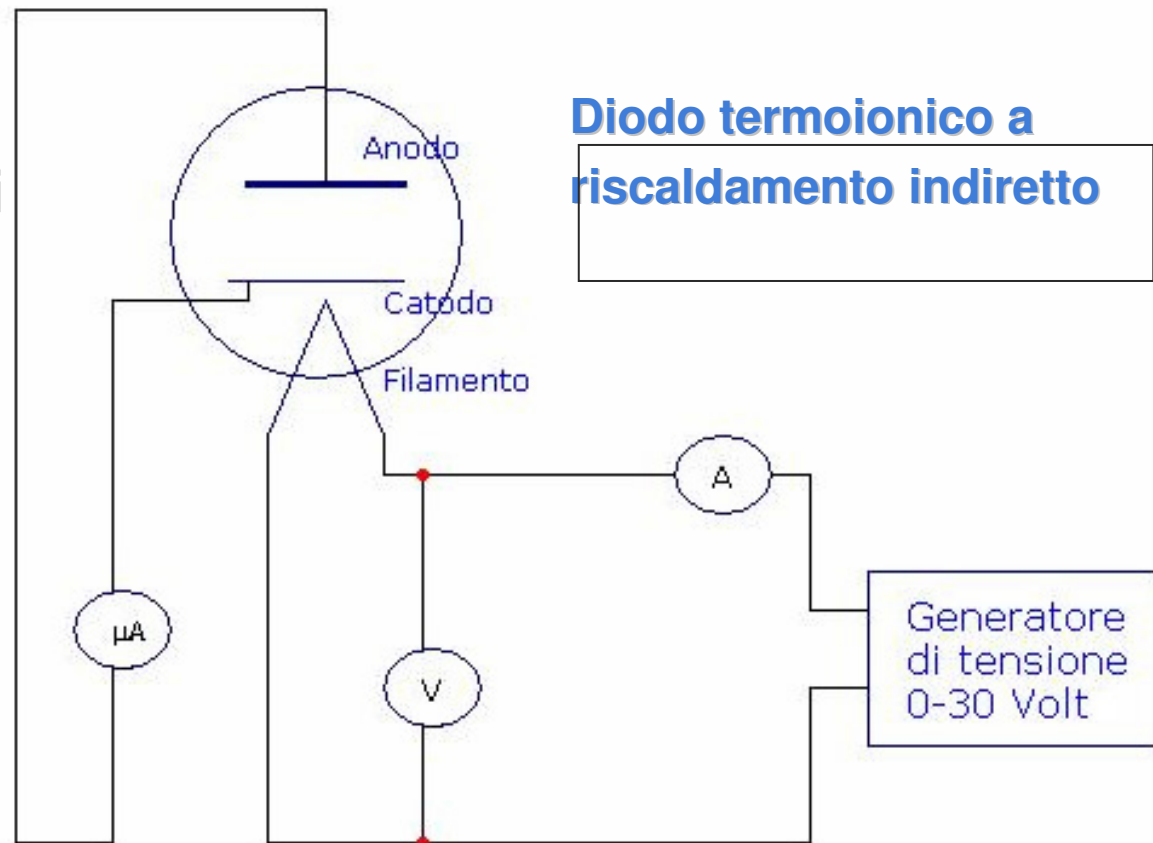 Diodo termoionico a
riscaldamento indiretto
Anodo
Catodo
Filamento
A
µA
V
Generatore
di tensione
0-30 Volt